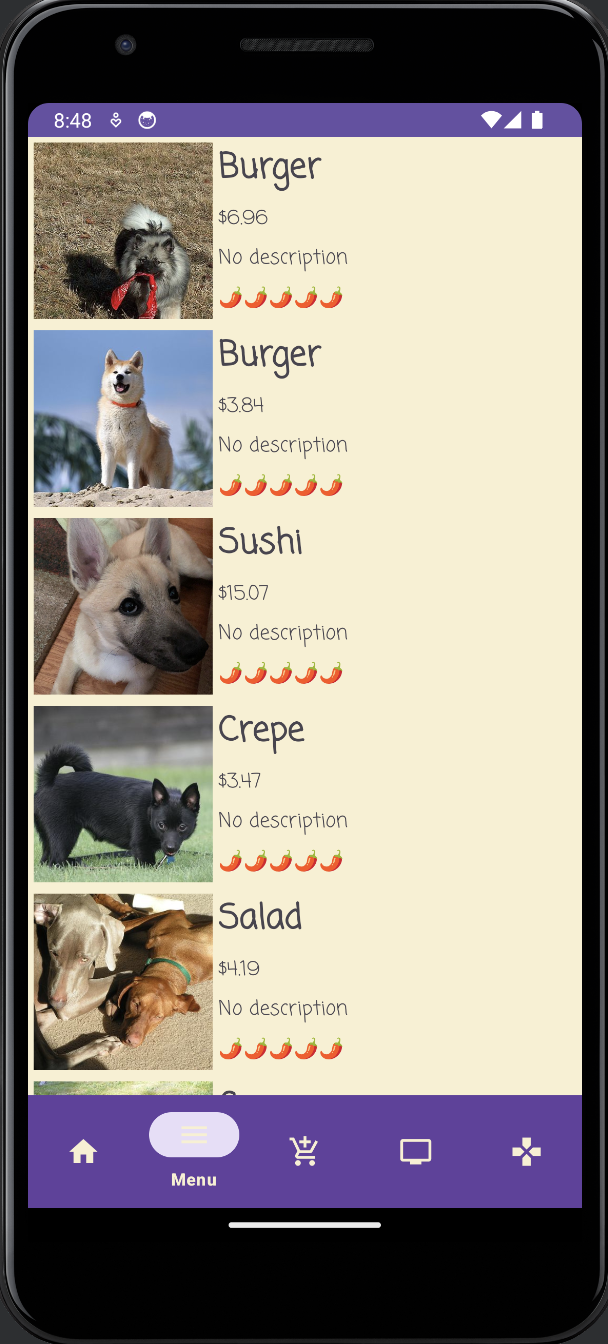 8:48
Burger
$6.96
No description
🌶️🌶️🌶️🌶️🌶️
Burger
$3.84
No description
🌶️🌶️🌶️🌶️🌶️
Sushi
$15.07
No description
🌶️🌶️🌶️🌶️🌶️
Crepe
$3.47
No description
🌶️🌶️🌶️🌶️🌶️
Salad
$4.19
No description
🌶️🌶️🌶️🌶️🌶️
Menu